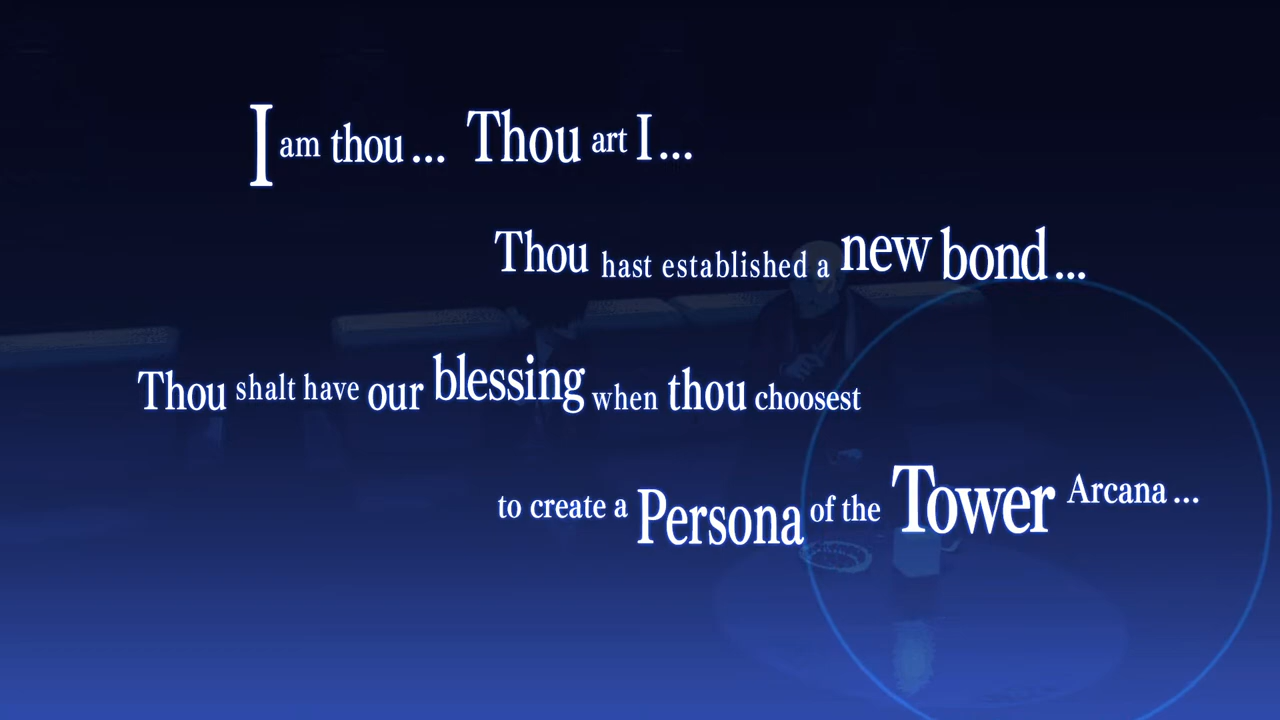 I am thou... Thou art I...
Thou hast established a new bond...
Thou shalt have our blessing when thou choosest
to create a Persona of the Tower Arcana...